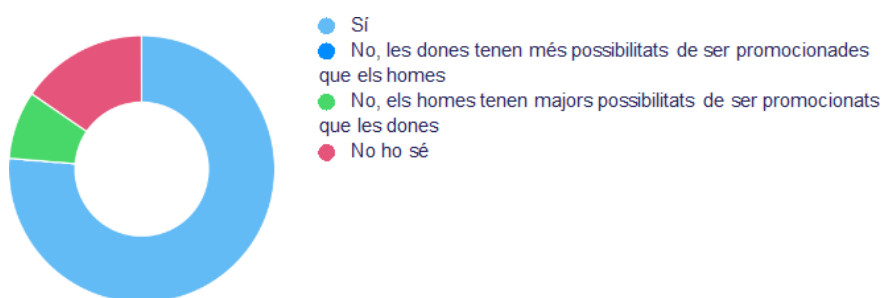 Sí
No, les dones tenen més possibilitats de ser promocionades
que els homes
No, els homes tenen majors possibilitats de ser promocionats
que les dones
No ho sé